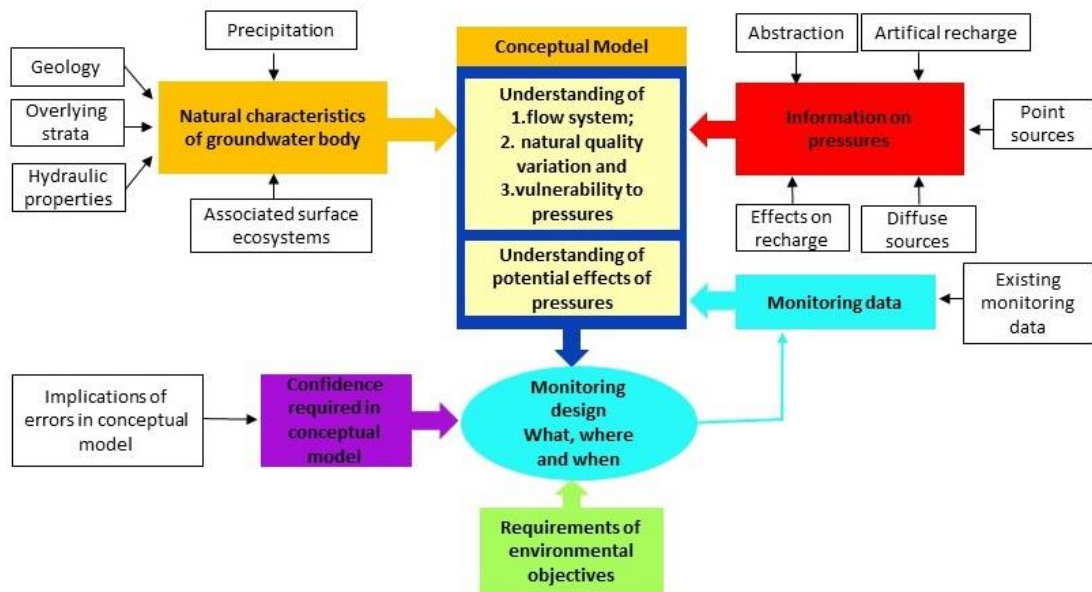 Precipitation
Geology
Overlying
strata
Hydraulic
properties
Natural characteristics
of groundwater body
Associated surface
ecosystems
Conceptual Model
Understanding of
1.flow system;
2. natural quality
variation and
3.vulnerability to
pressures
Understanding of
potential effects of
pressures
Abstraction
Artifical recharge
Information on
pressures
Point
sources
Effects on
recharge
Diffuse
sources
Monitoring data
Existing
monitoring
data
Implications of
errors in conceptual
model
Confidence
required in
conceptual
model
Monitoring
design
What, where
and when
Requirements of
environmental
objectives